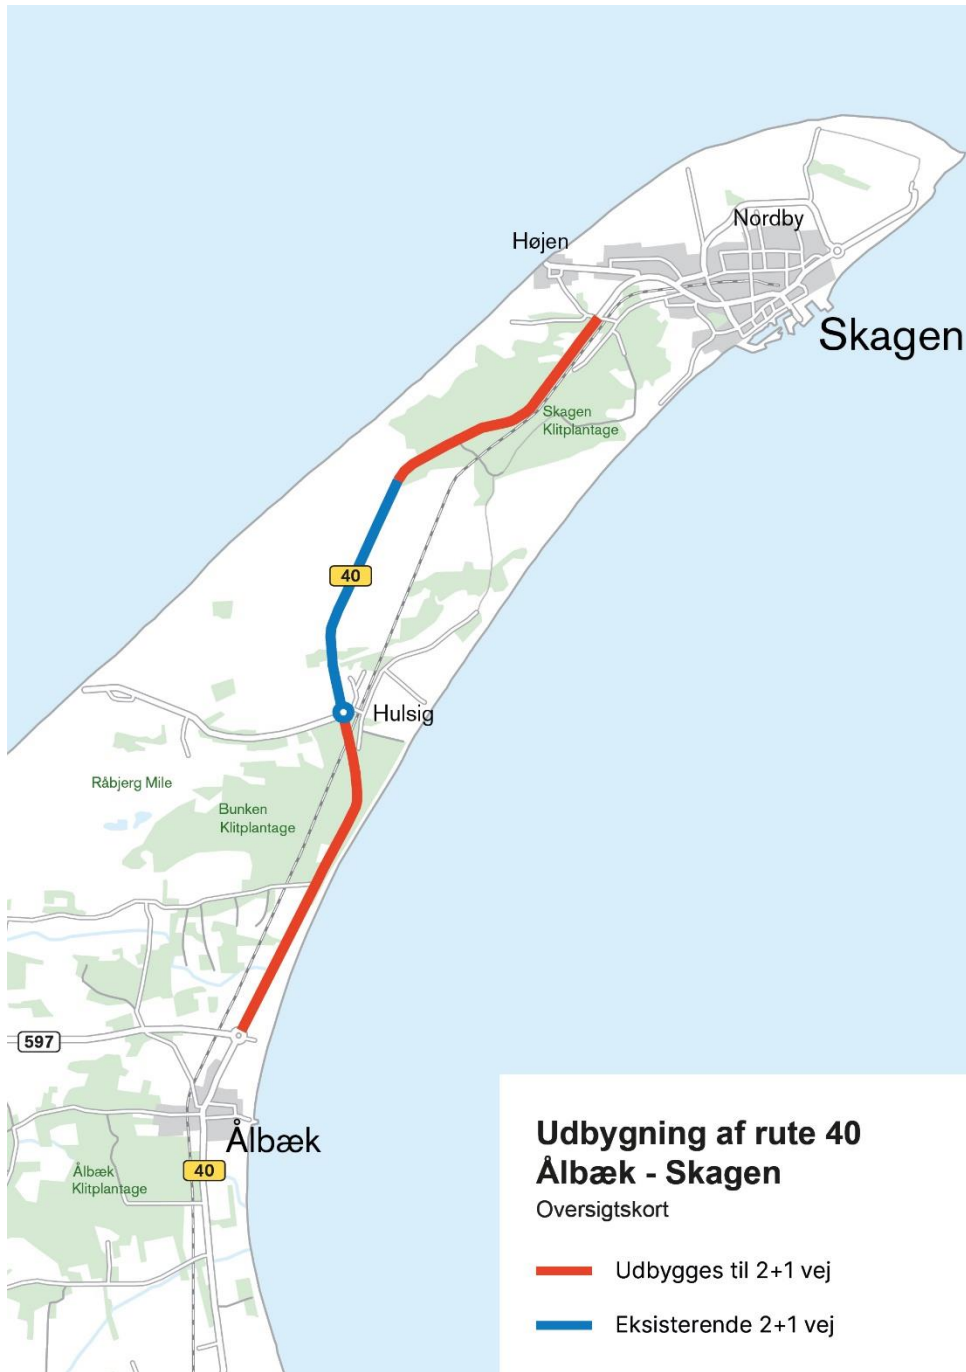 Nordby
Højen
Skagen
Skagen
Klitplantage
40
Hulsig
Råbjerg Mile
Bunken
Klitplantage
597
Ålbæk
40
Ålbæk
Klitplantage
Udbygning af rute 40
Ålbæk - Skagen
Oversigtskort
Udbygges til 2+1 vej
Eksisterende 2+1 vej